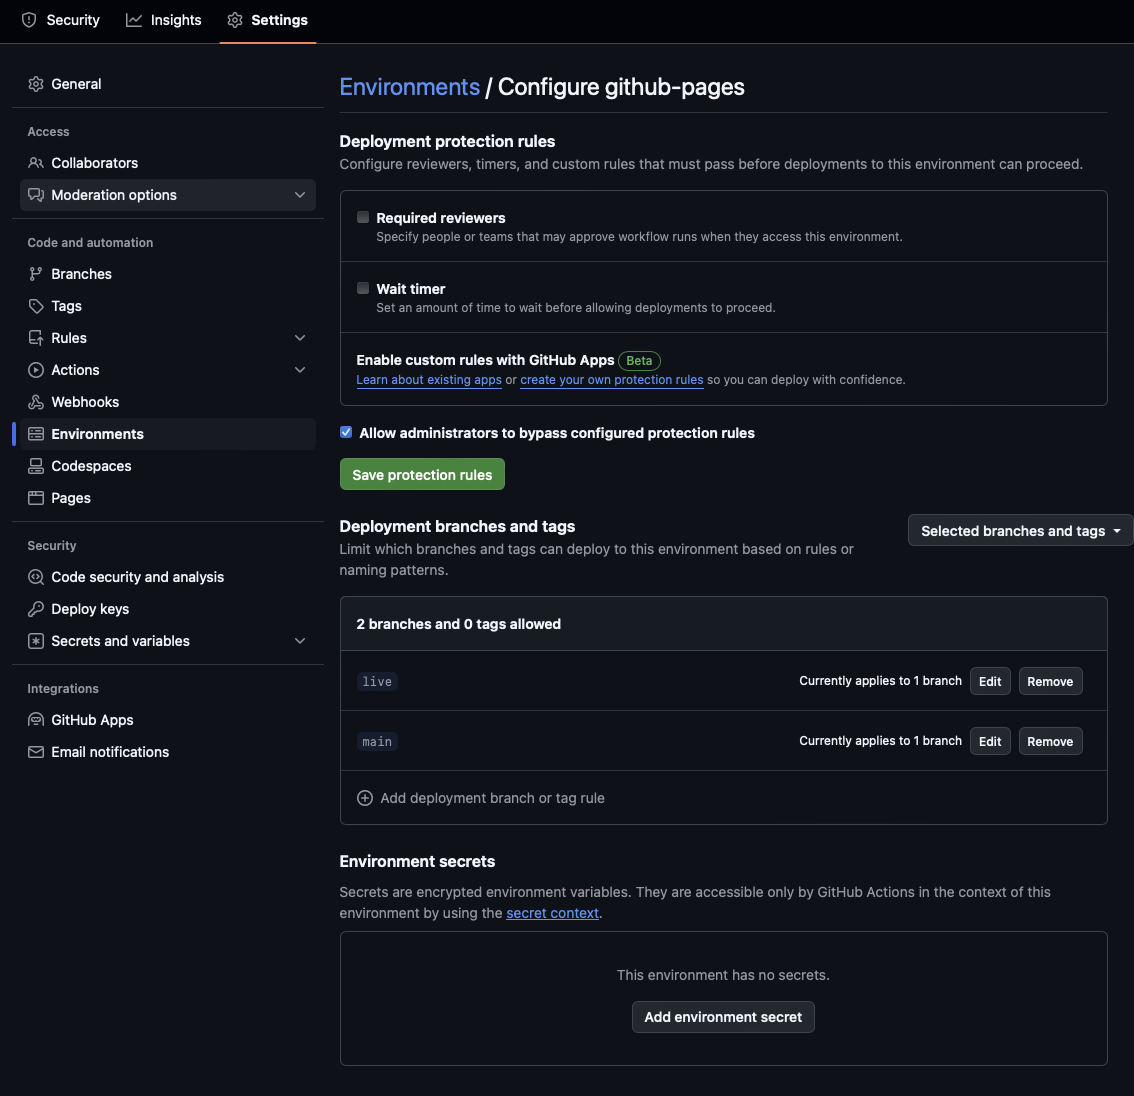 Security
Insights
Settings
General
Access
Collaborators
Moderation options
Code and automation
Branches
Tags
Rules
Actions
Webhooks
Environments
Codespaces
Pages
Security
Code security and analysis
Deploy keys
Secrets and variables
Integrations
GitHub Apps
Email notifications
Environments / Configure github-pages
Deployment protection rules
Configure reviewers, timers, and custom rules that must pass before deployments to this environment can proceed.
Required reviewers
Specify people or teams that may approve workflow runs when they access this environment.
Wait timer
Set an amount of time to wait before allowing deployments to proceed.
Enable custom rules with GitHub Apps Beta
Learn about existing apps or create your own protection rules so you can deploy with confidence.
Allow administrators to bypass configured protection rules
Save protection rules
Deployment branches and tags
Limit which branches and tags can deploy to this environment based on rules or
naming patterns.
Selected branches and tags
2 branches and 0 tags allowed
live Currently applies to 1 branch Edit Remove
main Currently applies to 1 branch Edit Remove
Add deployment branch or tag rule
Environment secrets
Secrets are encrypted environment variables. They are accessible only by GitHub Actions in the context of this
environment by using the secret context.
This environment has no secrets.
Add environment secret